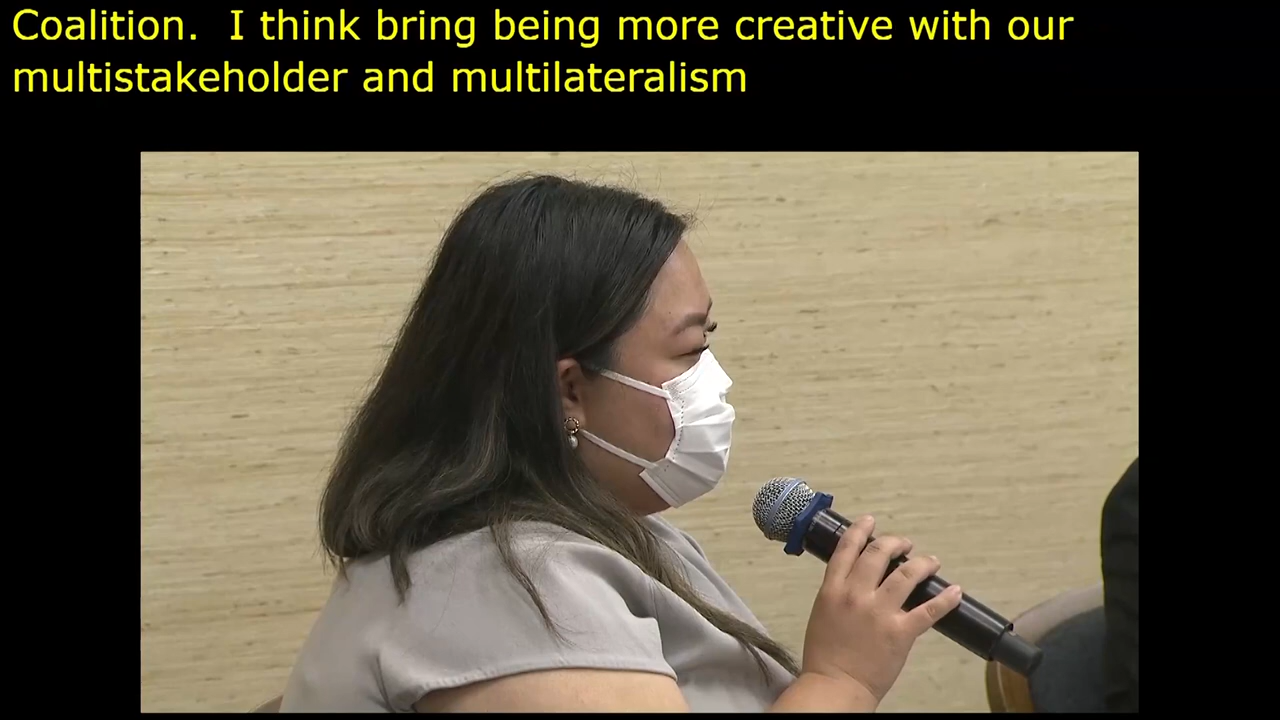 Coalition.  I think bring being more creative with our
multistakeholder and multilateralism